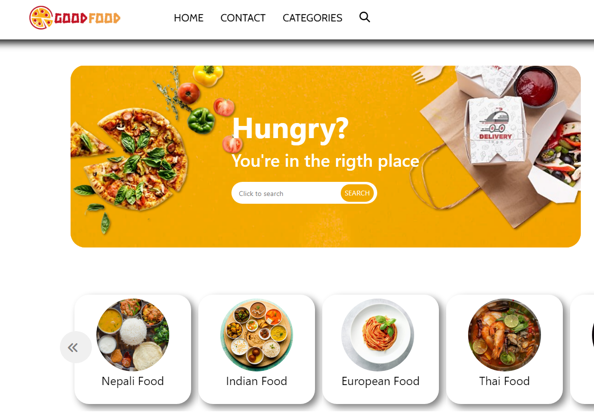 GOODFOOD
HOME CONTACT CATEGORIES
Hungry?
You're in the rigth place
Click to search SEARCH
DELIVERY
Nepali Food Indian Food European Food Thai Food